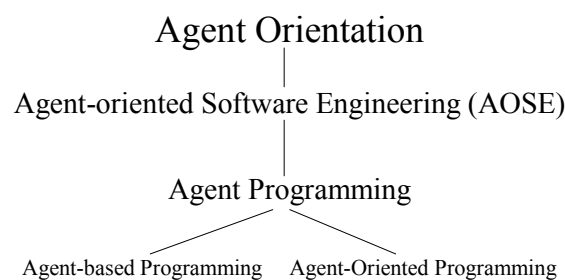 Agent Orientation
Agent-oriented Software Engineering (AOSE)
Agent Programming
Agent-based Programming Agent-Oriented Programming